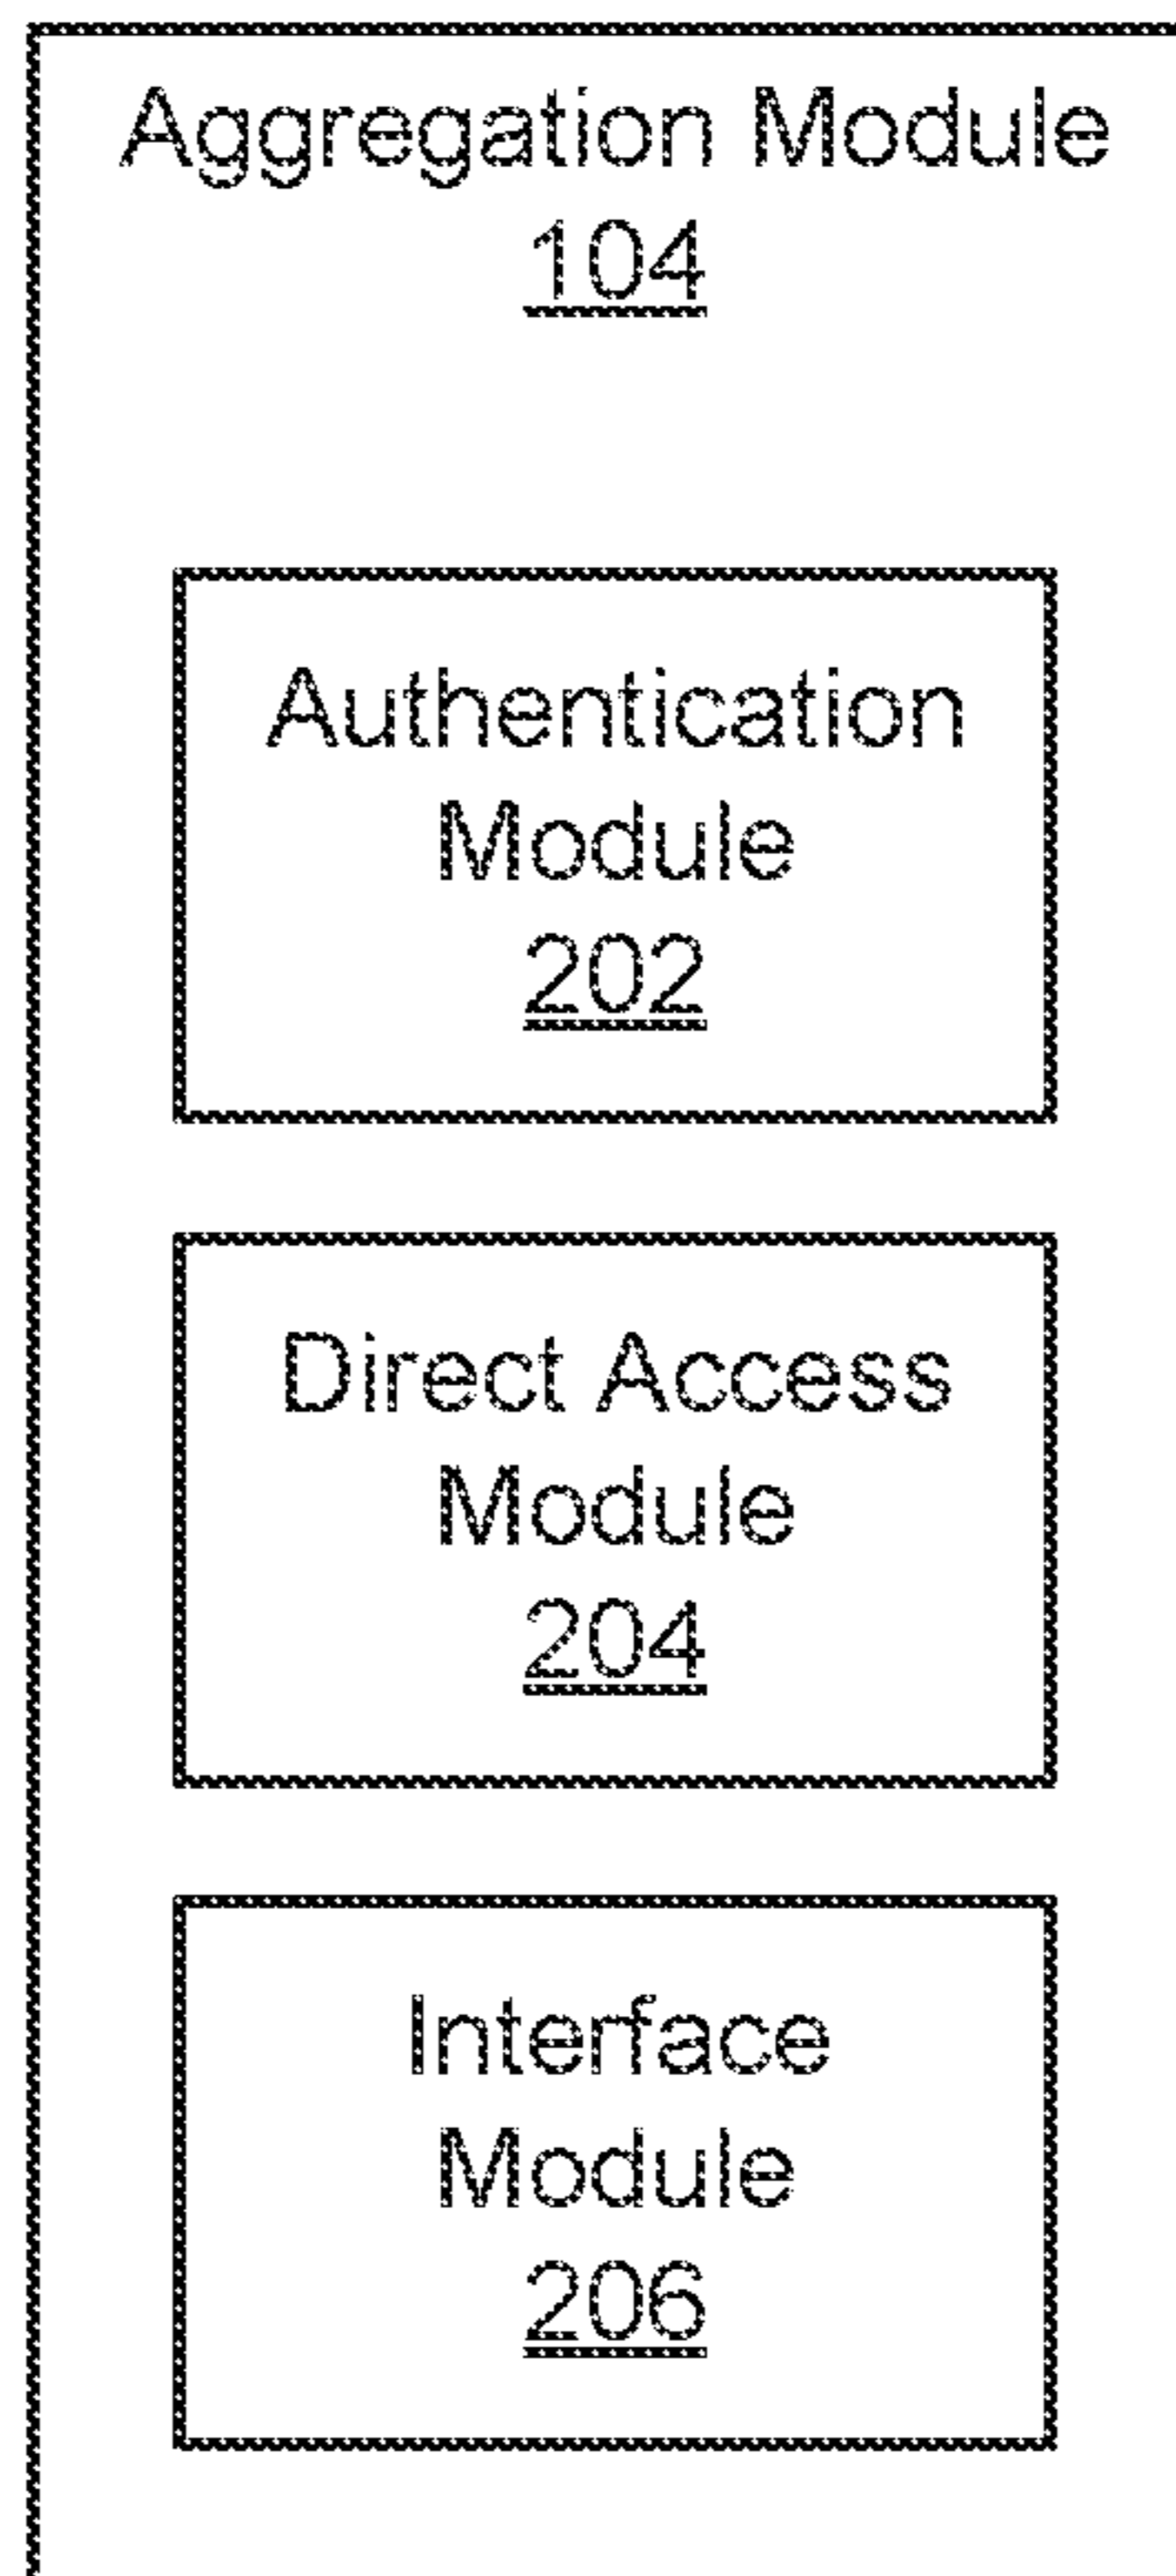 Aggregation Module
104
Authentication
Module
202
Direct Access
Module
204
Interface
Module
206